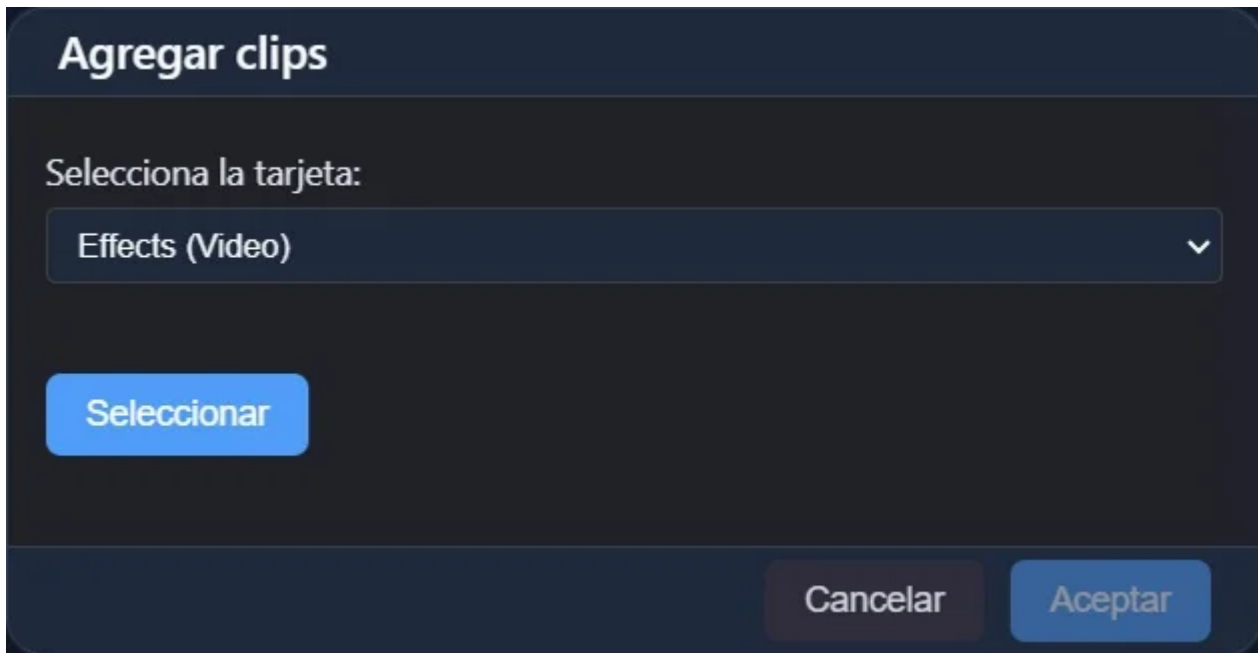 Agregar clips
Selecciona la tarjeta:
Effects (Video)
Seleccionar
Cancelar Aceptar